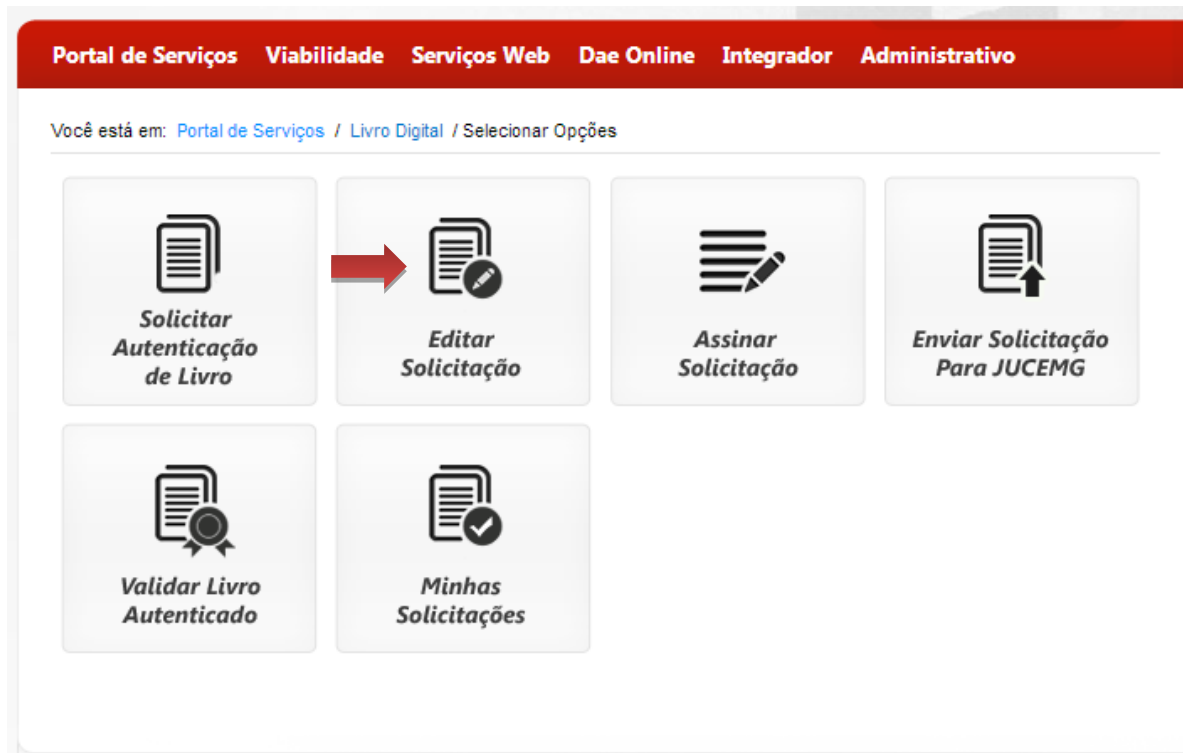 Portal de Serviços Viabilidade Serviços Web Dae Online Integrador Administrativo
Você está em: Portal de Serviços / Livro Digital / Selecionar Opções
Solicitar
Autenticação
de Livro
Editar
Solicitação
Assinar
Solicitação
Enviar Solicitação
Para JUCEMG
Validar Livro
Autenticado
Minhas
Solicitações